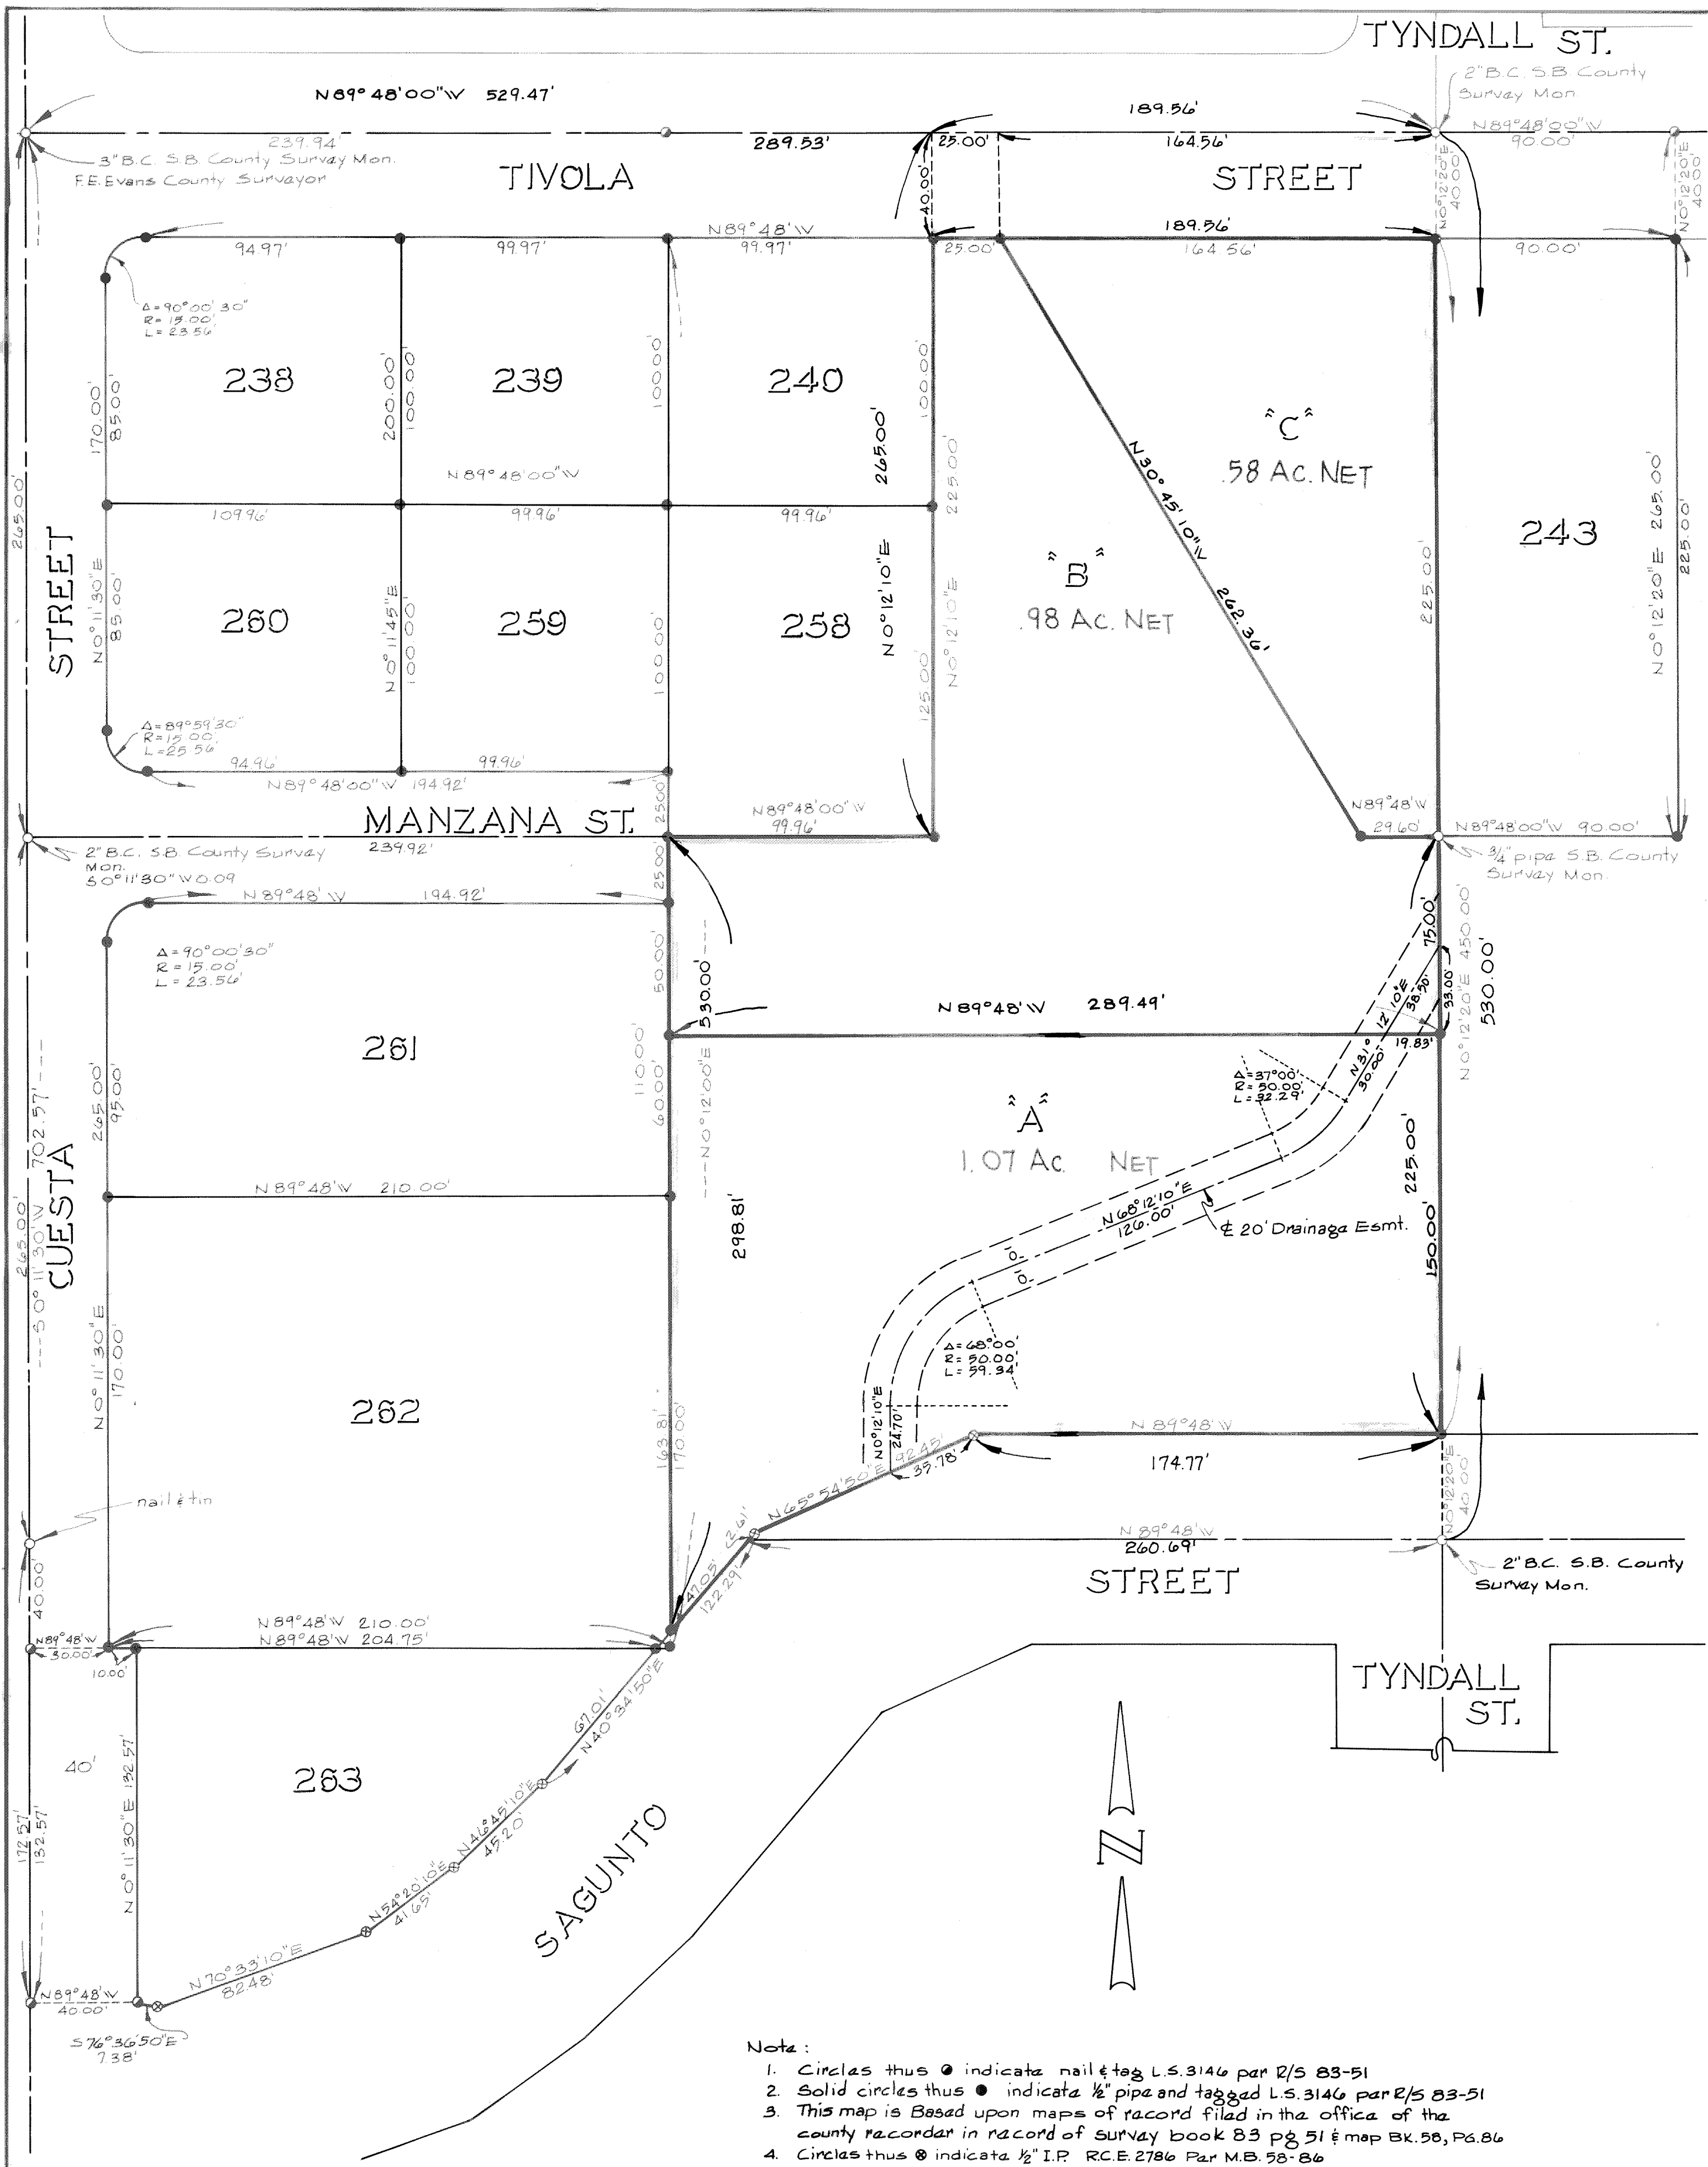 TYNDALL ST.
2" B.C. S.B. County
Survey Mon
N89°48'00"W 529.47'
189.56'
N89°48'00"W
90.00'
239.94'
289.53'
25.00'
164.56'
3" B.C. S.B. County Survey Mon.
F.E. Evans County Surveyor
TIVOLA
STREET
40.00'
N0°12'20"E
40.00'
N0°12'20"E
40.00'
N89°48'W
94.97'
99.97'
99.97'
25.00'
189.56'
164.56'
90.00'
Δ=90°00'30"
R=15.00'
L=23.56'
238
239
240
"C"
.58 Ac. NET
170.00'
85.00'
200.00'
100.00'
100.00'
100.00'
265.00'
225.00'
N89°48'00"W
109.96'
99.96'
99.96'
N30°45'10"W
262.36'
243
265.00'
STREET
N0°11'30"E
85.00'
260
N0°11'45"E
100.00'
259
100.00'
258
N0°12'10"E
125.00'
N0°12'10"E
"B"
.98 Ac. NET
225.00'
N0°12'20"E 265.00'
225.00'
Δ=89°59'30"
R=15.00'
L=25.56'
94.96'
99.96'
N89°48'00"W 194.92'
MANZANA ST.
25.00'
N89°48'00"W
99.96'
N89°48'W
29.60'
N89°48'00"W 90.00'
2" B.C. S.B. County Survey
Mon.
S0°11'30"W 0.09
239.92'
3/4" pipe S.B. County
Survey Mon.
25.00'
N89°48'W 194.92'
Δ=90°00'30"
R=15.00'
L=23.56'
50.00'
530.00'
N89°48'W 289.49'
75.00'
N0°12'20"E 450.00'
530.00'
33.00'
38.50'
N31°12'10"E
30.00'
19.83'
261
110.00'
60.00'
N0°12'00"E
265.00'
95.00'
702.57'
S0°11'30"W
265.00'
CUESTA
Δ=37°00'
R=50.00'
L=32.29'
"A"
1.07 Ac. NET
N89°48'W 210.00'
298.81'
225.00'
150.00'
N68°12'10"E
126.00'
℄ 20' Drainage Esmt.
10'
10'
N0°11'30"E
170.00'
262
163.81'
170.00'
Δ=68°00'
R=50.00'
L=59.34'
N0°12'10"E
24.70'
N65°54'50"E 92.45'
35.78'
N89°48'W
174.77'
N0°12'20"E
40.00'
nail & tin
40.00'
2.61'
47.05'
122.29'
N89°48'W
260.69'
STREET
2" B.C. S.B. County
Survey Mon.
N89°48'W
30.00'
10.00'
N89°48'W 210.00'
N89°48'W 204.75'
TYNDALL
ST.
67.01'
N40°34'50"E
40'
N0°11'30"E 132.57'
263
172.57'
132.57'
N46°45'10"E
45.20'
N54°20'10"E
41.65'
N70°33'10"E
82.48'
SAGUNTO
N
N89°48'W
40.00'
S76°36'50"E
7.38'
Note:
1. Circles thus ◐ indicate nail & tag L.S. 3146 per R/S 83-51
2. Solid circles thus ● indicate ½" pipe and tagged L.S. 3146 per R/S 83-51
3. This map is Based upon maps of record filed in the office of the
county recorder in record of survey book 83 pg 51 & map BK. 58, PG. 86
4. Circles thus ⊗ indicate ½" I.P. R.C.E. 2786 Per M.B. 58-86